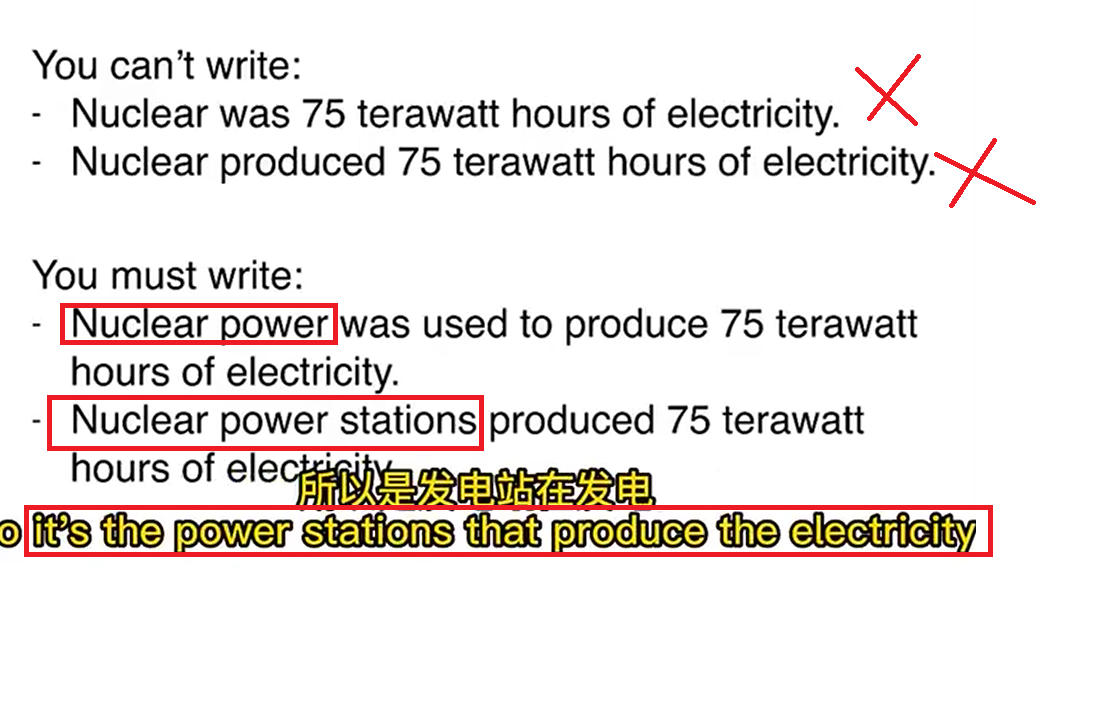 You can't write:
- Nuclear was 75 terawatt hours of electricity.
- Nuclear produced 75 terawatt hours of electricity.
You must write:
- Nuclear power was used to produce 75 terawatt
hours of electricity.
- Nuclear power stations produced 75 terawatt
hours of electricity
所以是发电站在发电
o it's the power stations that produce the electricity